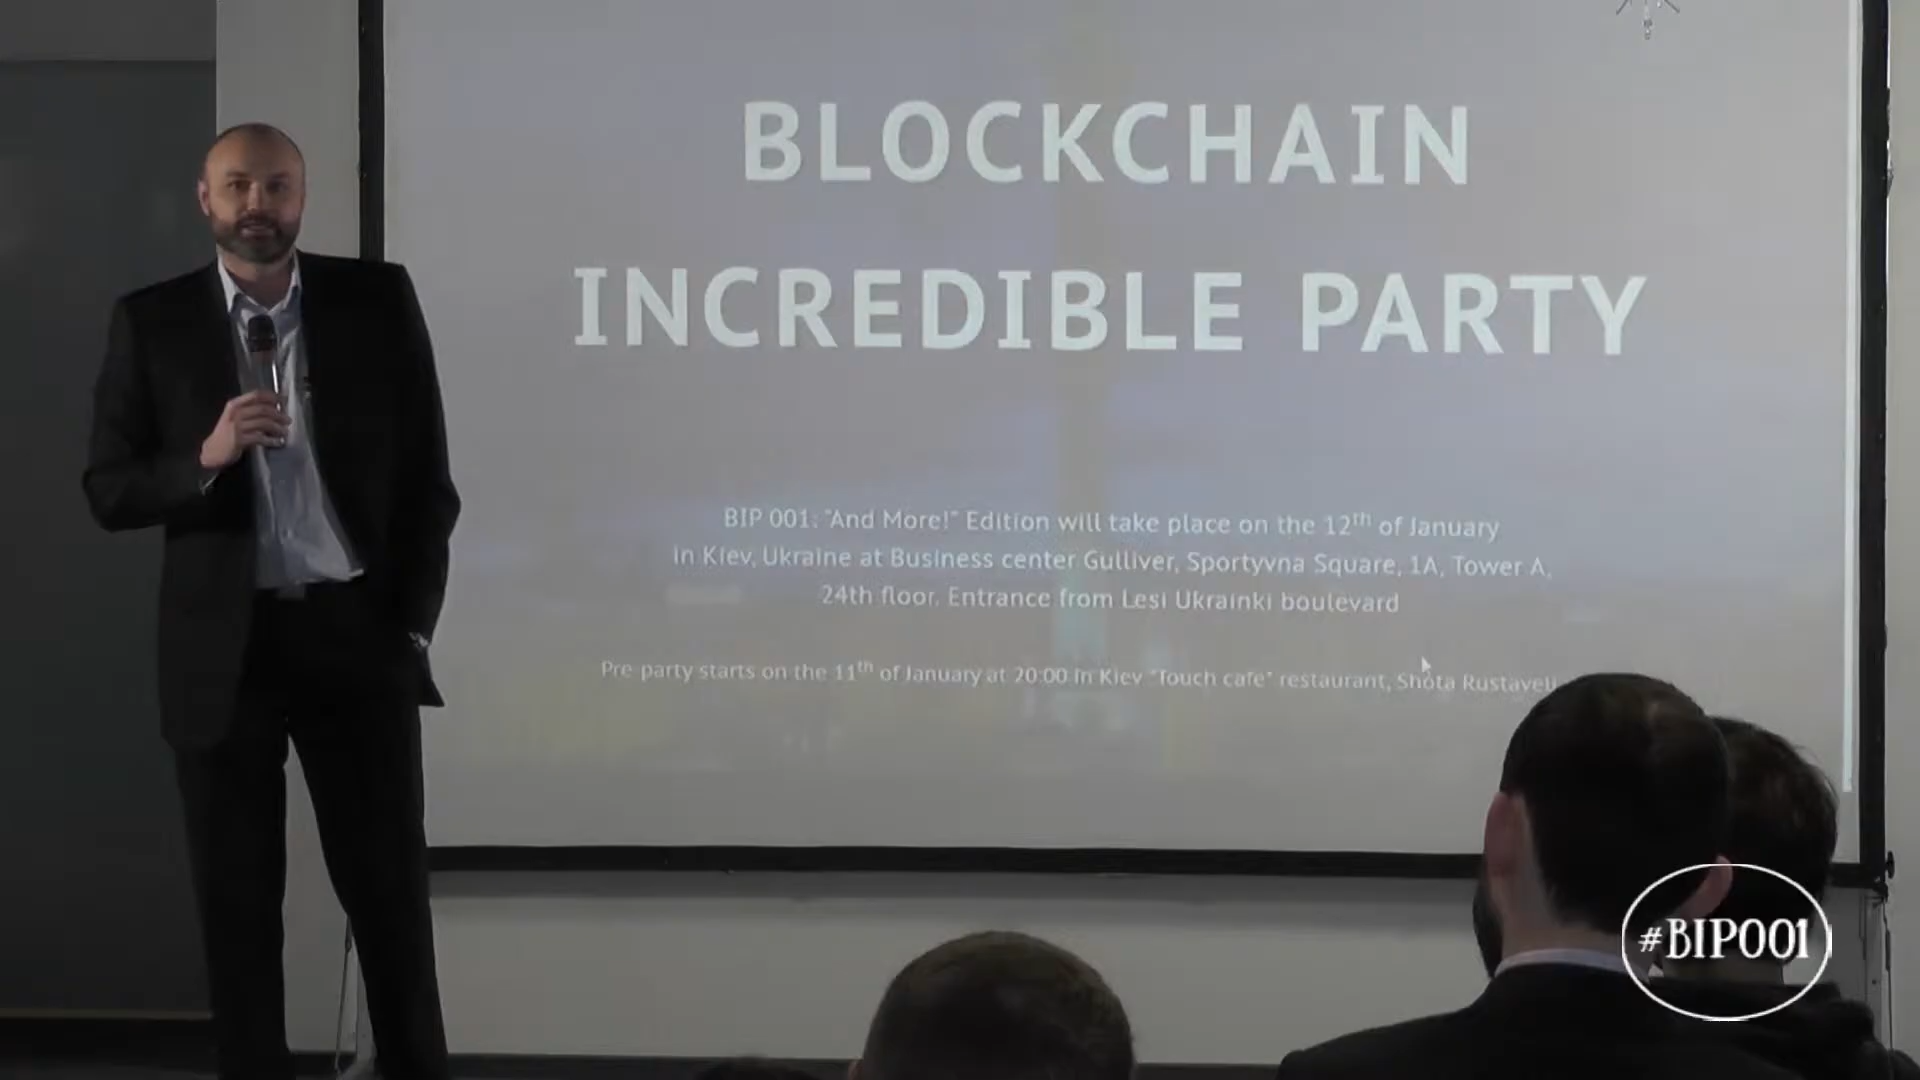 BLOCKCHAIN
INCREDIBLE PARTY
BIP 001: "And More!" Edition will take place on the 12th of January
in Kiev, Ukraine at Business center Gulliver, Sportyvna Square, 1A, Tower A,
24th floor. Entrance from Lesi Ukrainki boulevard
Pre-party starts on the 11th of January at 20:00 in Kiev "Touch cafe" restaurant, Shota Rustaveli
#BIP001